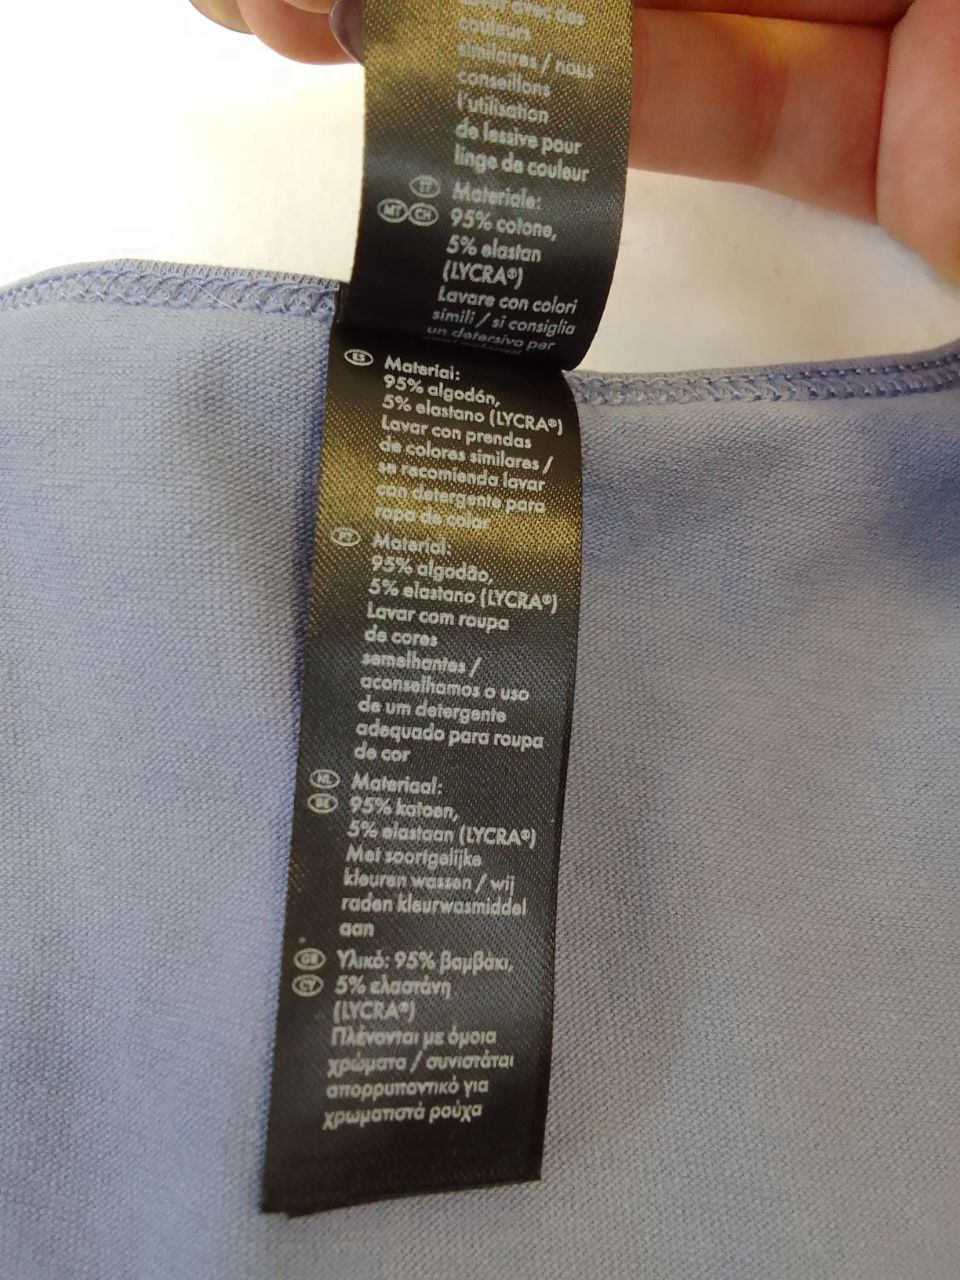 couleurs
similaires / nous
conseillons
l'utilisation
de lessive pour
linge de couleur
IT Materiale:
MT CH 95% cotone,
5% elastan
(LYCRA®)
Lavare con colori
simili / si consiglia
un detersivo per
ES Material:
95% algodón,
5% elastano (LYCRA®)
Lavar con prendas
de colores similares /
se recomienda lavar
con detergente para
ropa de color
PT Material:
95% algodão,
5% elastano (LYCRA®)
Lavar com roupa
de cores
semelhantes /
aconselhamos o uso
de um detergente
adequado para roupa
de cor
NL Materiaal:
BE 95% katoen,
5% elastaan (LYCRA®)
Met soortgelijke
kleuren wassen / wij
raden kleurwasmiddel
aan
GR Υλικό: 95% βαμβάκι,
CY 5% ελαστάνη
(LYCRA®)
Πλένονται με όμοια
χρώματα / συνιστάται
απορρυπαντικό για
χρωματιστά ρούχα